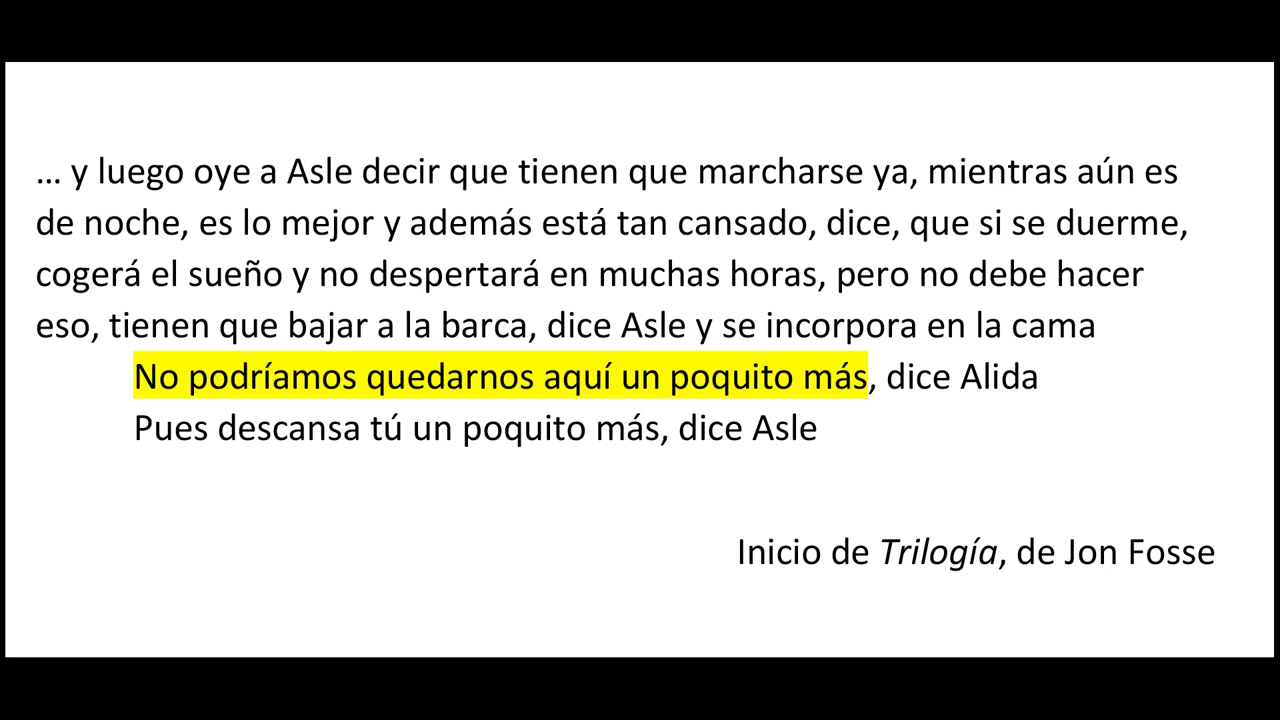 … y luego oye a Asle decir que tienen que marcharse ya, mientras aún es
de noche, es lo mejor y además está tan cansado, dice, que si se duerme,
cogerá el sueño y no despertará en muchas horas, pero no debe hacer
eso, tienen que bajar a la barca, dice Asle y se incorpora en la cama
No podríamos quedarnos aquí un poquito más, dice Alida
Pues descansa tú un poquito más, dice Asle
Inicio de Trilogía, de Jon Fosse